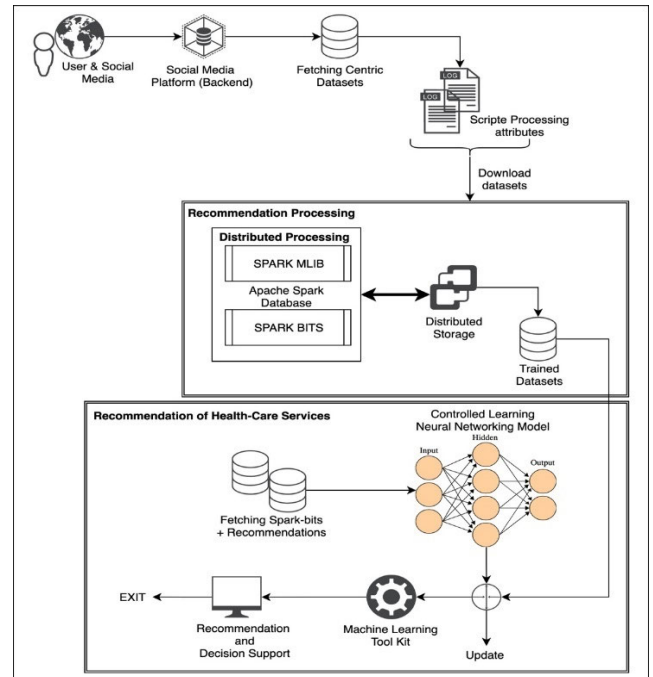 User & Social
Media
Social Media
Platform (Backend)
Fetching Centric
Datasets
LOG
LOG
Scripte Processing
attributes
Download
datasets
Recommendation Processing
Distributed Processing
SPARK MLIB
Apache Spark
Database
SPARK BITS
Distributed
Storage
Trained
Datasets
Recommendation of Health-Care Services
Controlled Learning
Neural Networking Model
Input
Hidden
Output
Fetching Spark-bits
+ Recommendations
EXIT
Recommendation
and
Decision Support
Machine Learning
Tool Kit
Update